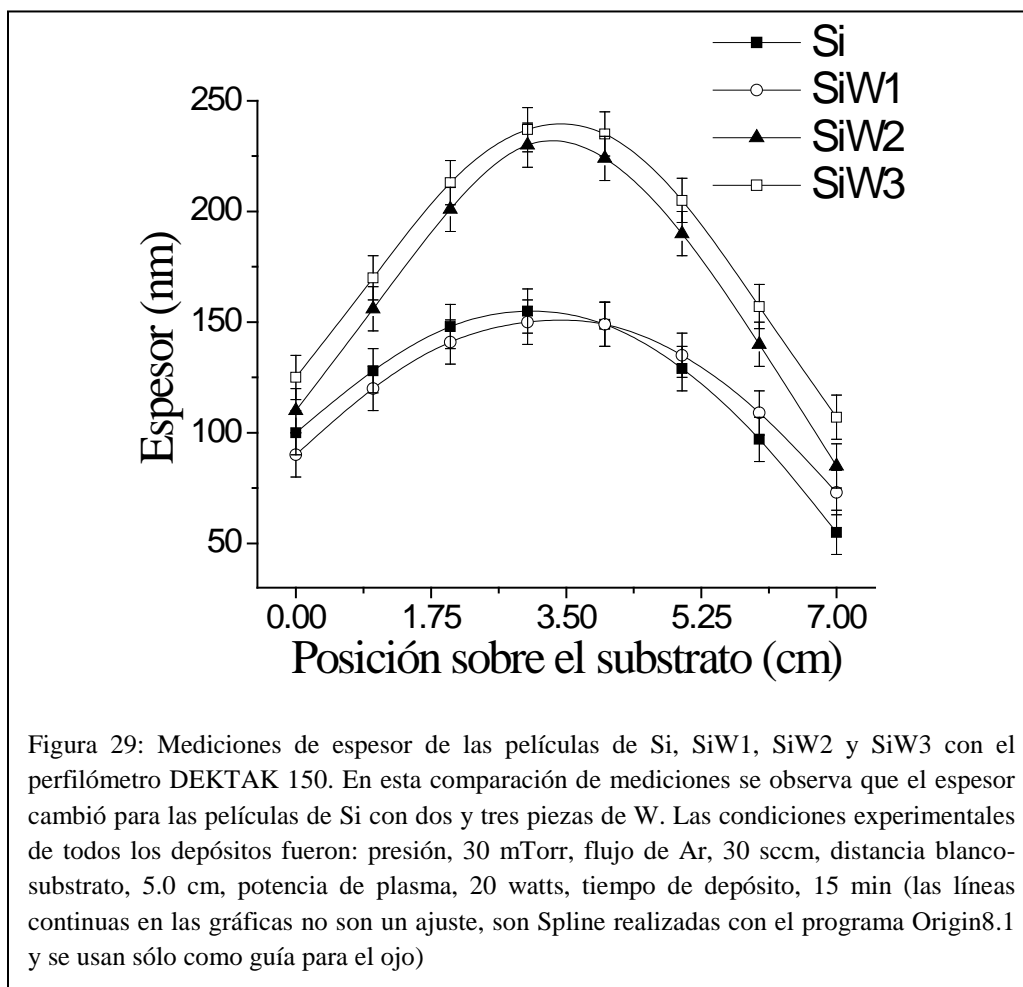 Si
SiW1
SiW2
SiW3
250
200
150
100
50
Espesor (nm)
0.00 1.75 3.50 5.25 7.00
Posición sobre el substrato (cm)
Figura 29: Mediciones de espesor de las películas de Si, SiW1, SiW2 y SiW3 con el
perfilómetro DEKTAK 150. En esta comparación de mediciones se observa que el espesor
cambió para las películas de Si con dos y tres piezas de W. Las condiciones experimentales
de todos los depósitos fueron: presión, 30 mTorr, flujo de Ar, 30 sccm, distancia blanco-
substrato, 5.0 cm, potencia de plasma, 20 watts, tiempo de depósito, 15 min (las líneas
continuas en las gráficas no son un ajuste, son Spline realizadas con el programa Origin8.1
y se usan sólo como guía para el ojo)